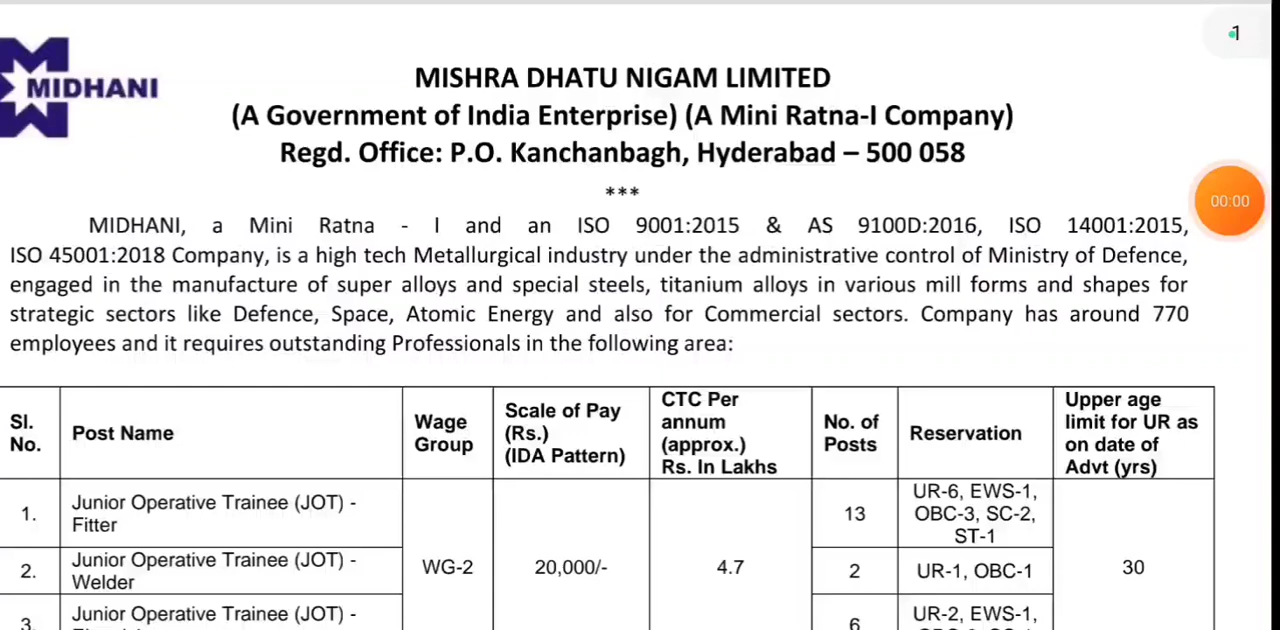 1
MIDHANI
MISHRA DHATU NIGAM LIMITED
(A Government of India Enterprise) (A Mini Ratna-I Company)
Regd. Office: P.O. Kanchanbagh, Hyderabad – 500 058
***
00:00
MIDHANI, a Mini Ratna - I and an ISO 9001:2015 & AS 9100D:2016, ISO 14001:2015,
ISO 45001:2018 Company, is a high tech Metallurgical industry under the administrative control of Ministry of Defence,
engaged in the manufacture of super alloys and special steels, titanium alloys in various mill forms and shapes for
strategic sectors like Defence, Space, Atomic Energy and also for Commercial sectors. Company has around 770
employees and it requires outstanding Professionals in the following area:
Sl.
No.
Post Name
Wage
Group
Scale of Pay
(Rs.)
(IDA Pattern)
CTC Per
annum
(approx.)
Rs. In Lakhs
No. of
Posts
Reservation
Upper age
limit for UR as
on date of
Advt (yrs)
1.
Junior Operative Trainee (JOT) -
Fitter
WG-2
20,000/-
4.7
13
UR-6, EWS-1,
OBC-3, SC-2,
ST-1
30
2.
Junior Operative Trainee (JOT) -
Welder
2
UR-1, OBC-1
3.
Junior Operative Trainee (JOT) -
6
UR-2, EWS-1,